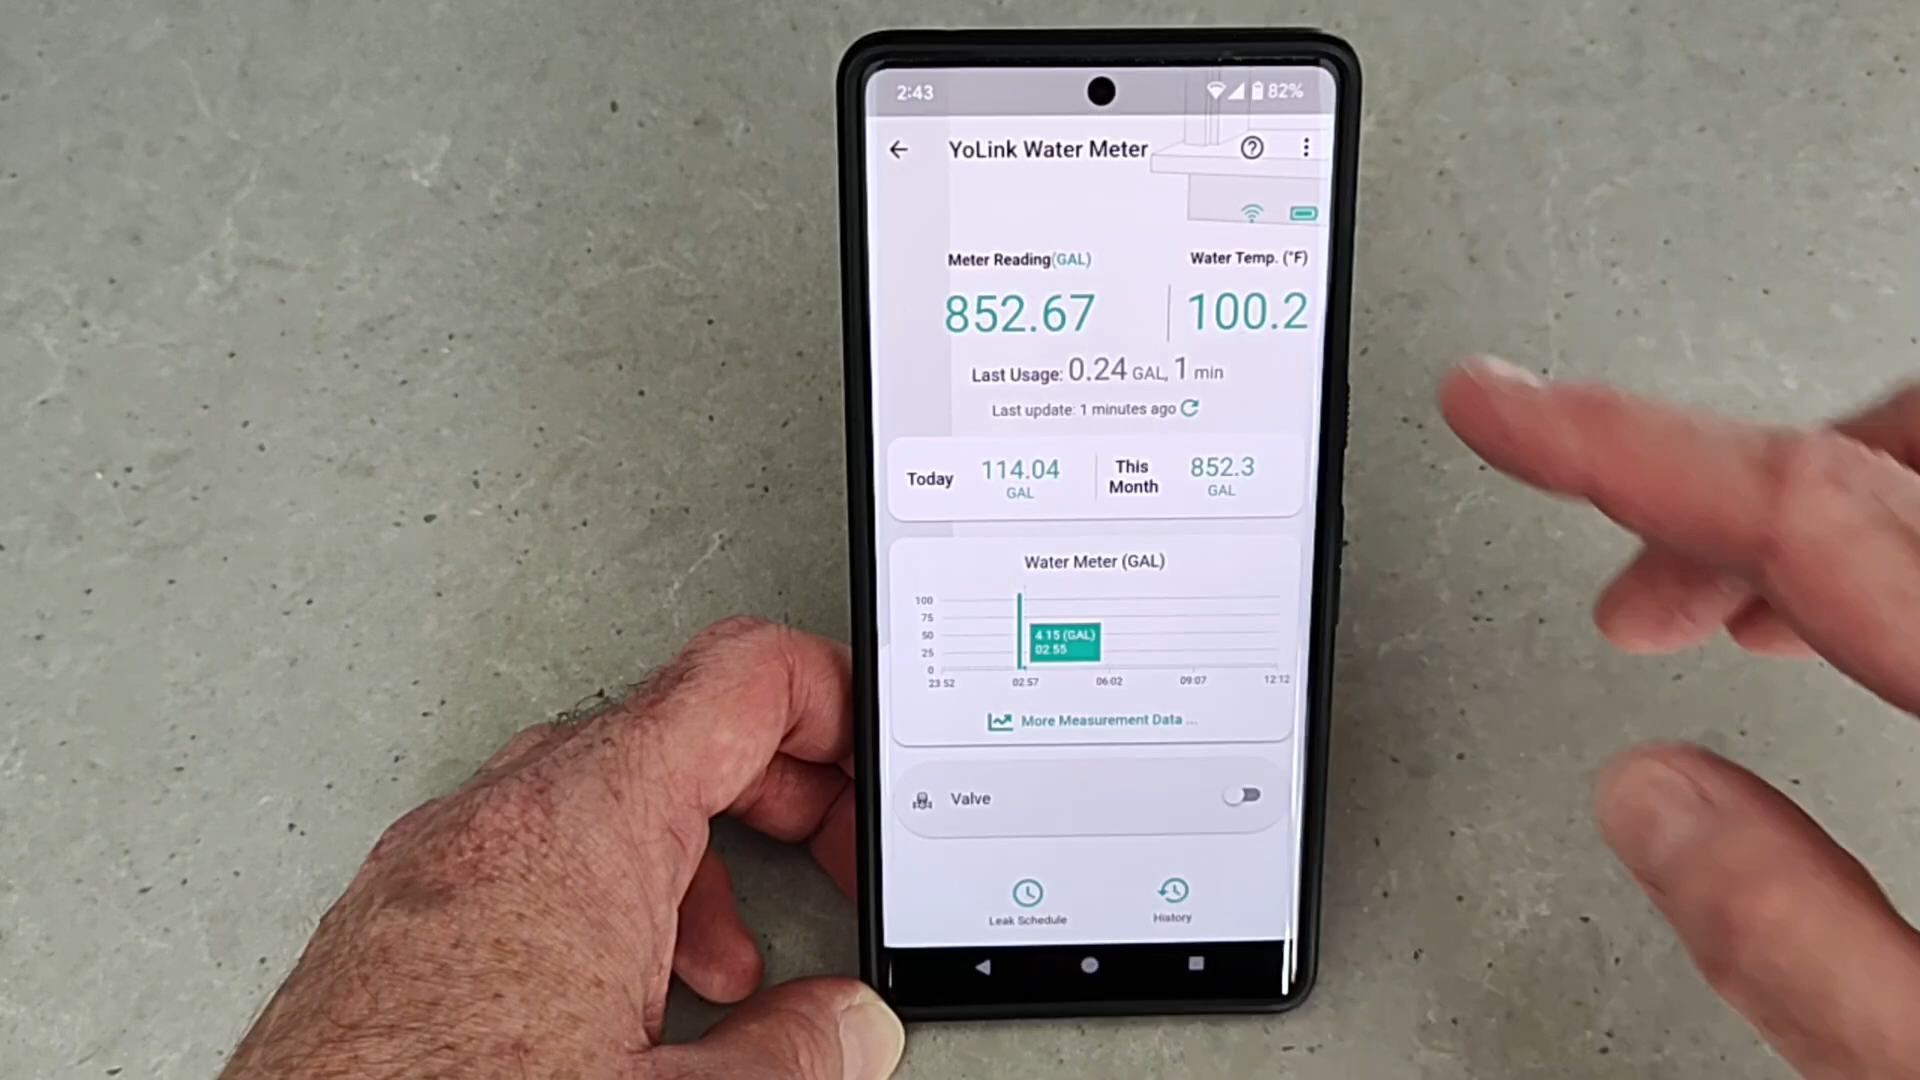 2:43
82%
YoLink Water Meter
Meter Reading(GAL)
Water Temp. (°F)
852.67
100.2
Last Usage: 0.24 GAL, 1 min
Last update: 1 minutes ago
Today
114.04
GAL
This
Month
852.3
GAL
Water Meter (GAL)
100
75
50
25
0
4.15 (GAL)
02:55
23:52
02:57
06:02
09:07
12:12
More Measurement Data ...
Valve
Leak Schedule
History